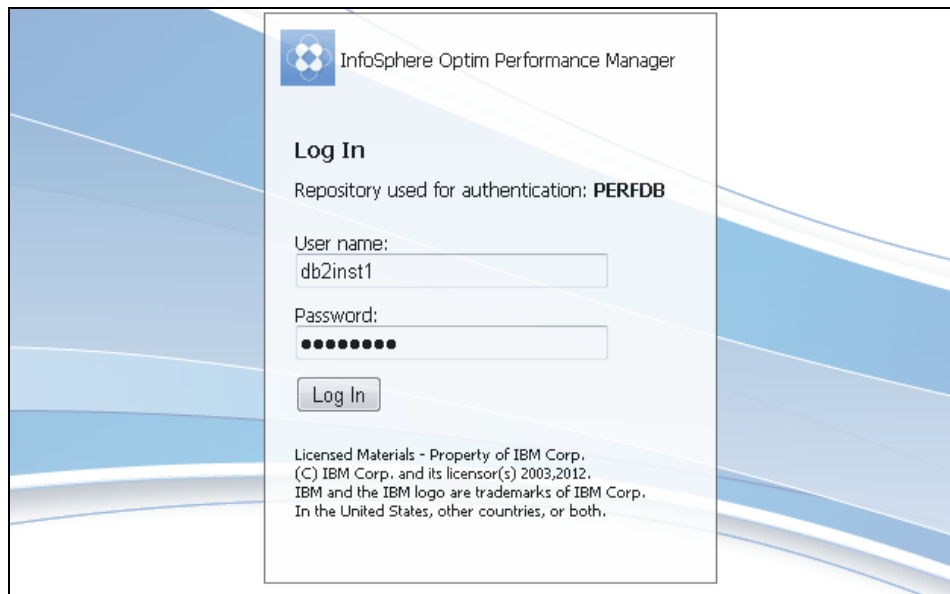 InfoSphere Optim Performance Manager
Log In
Repository used for authentication: PERFDB
User name:
db2inst1
Password:
●●●●●●●●
Log In
Licensed Materials - Property of IBM Corp.
(C) IBM Corp. and its licensor(s) 2003,2012.
IBM and the IBM logo are trademarks of IBM Corp.
In the United States, other countries, or both.